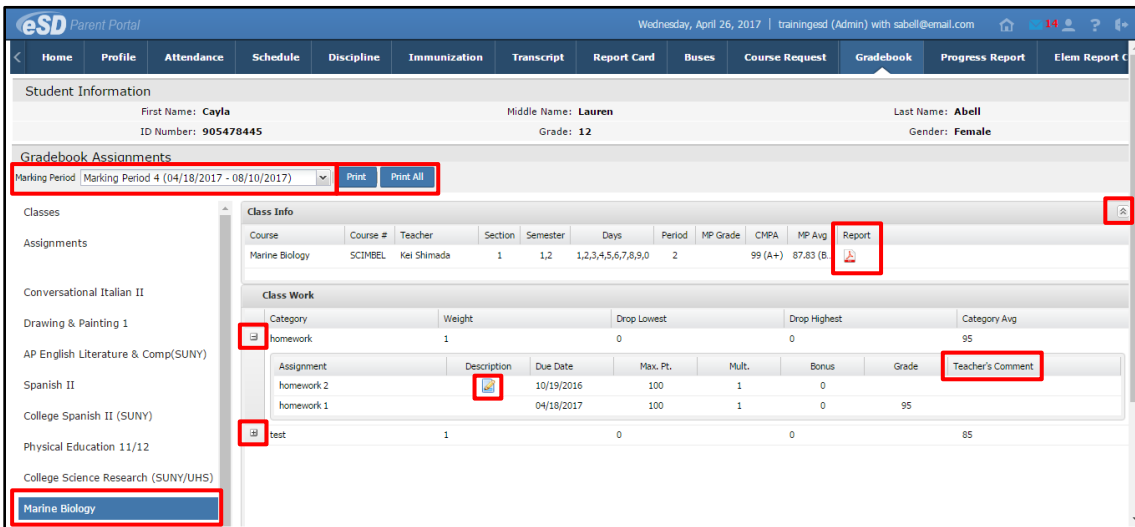 eSD Parent Portal
Wednesday, April 26, 2017 | trainingesd (Admin) with sabell@email.com 14 ?
< Home Profile Attendance Schedule Discipline Immunization Transcript Report Card Buses Course Request Gradebook Progress Report Elem Report C
Student Information
First Name: Cayla Middle Name: Lauren Last Name: Abell
ID Number: 905478445 Grade: 12 Gender: Female
Gradebook Assignments
Marking Period Marking Period 4 (04/18/2017 - 08/10/2017) Print Print All
Classes
Assignments
Conversational Italian II
Drawing & Painting 1
AP English Literature & Comp(SUNY)
Spanish II
College Spanish II (SUNY)
Physical Education 11/12
College Science Research (SUNY/UHS)
Marine Biology
Class Info
Course Course # Teacher Section Semester Days Period MP Grade CMPA MP Avg Report
Marine Biology SCIMBEL Kei Shimada 1 1,2 1,2,3,4,5,6,7,8,9,0 2 99 (A+) 87.83 (B..
Class Work
Category Weight Drop Lowest Drop Highest Category Avg
homework 1 0 0 95
Assignment Description Due Date Max. Pt. Mult. Bonus Grade Teacher's Comment
homework 2 10/19/2016 100 1 0
homework 1 04/18/2017 100 1 0 95
test 1 0 0 85